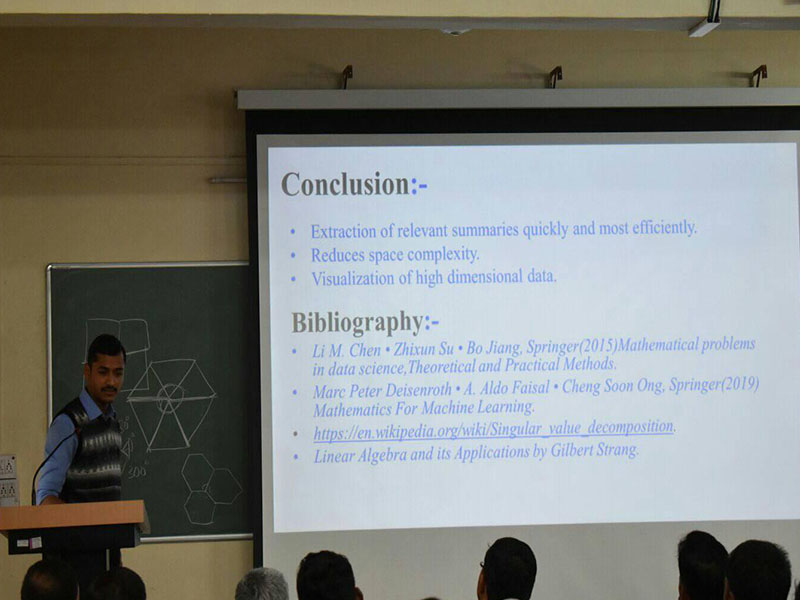 Conclusion:-
• Extraction of relevant summaries quickly and most efficiently.
• Reduces space complexity.
• Visualization of high dimensional data.
Bibliography:-
• Li M. Chen • Zhixun Su • Bo Jiang, Springer(2015)Mathematical problems
in data science,Theoretical and Practical Methods.
• Marc Peter Deisenroth • A. Aldo Faisal • Cheng Soon Ong, Springer(2019)
Mathematics For Machine Learning.
• https://en.wikipedia.org/wiki/Singular_value_decomposition.
• Linear Algebra and its Applications by Gilbert Strang.